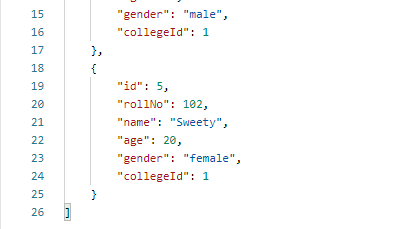 15 "gender": "male",
16 "collegeId": 1
17 },
18 {
19 "id": 5,
20 "rollNo": 102,
21 "name": "Sweety",
22 "age": 20,
23 "gender": "female",
24 "collegeId": 1
25 }
26 ]